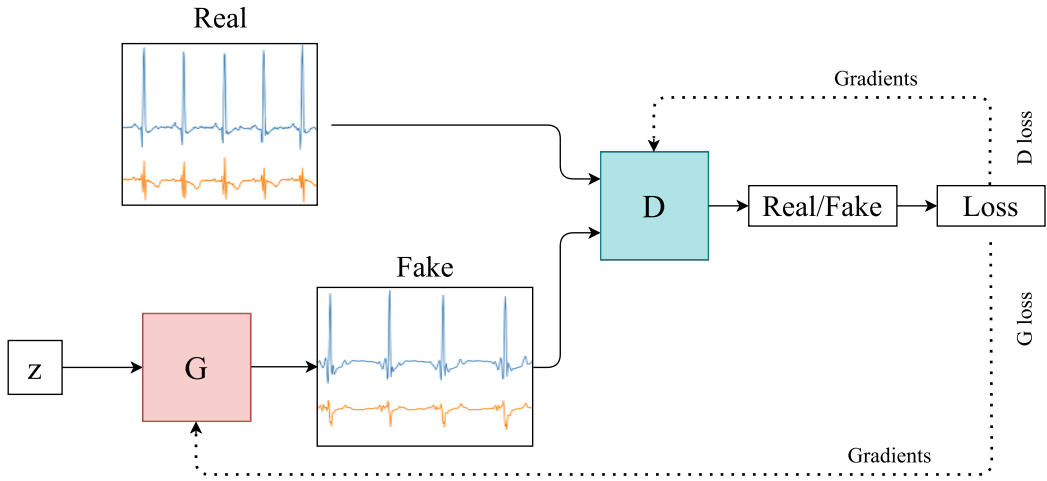 Real
Gradients
D loss
D
Real/Fake
Loss
Fake
G loss
z
G
Gradients